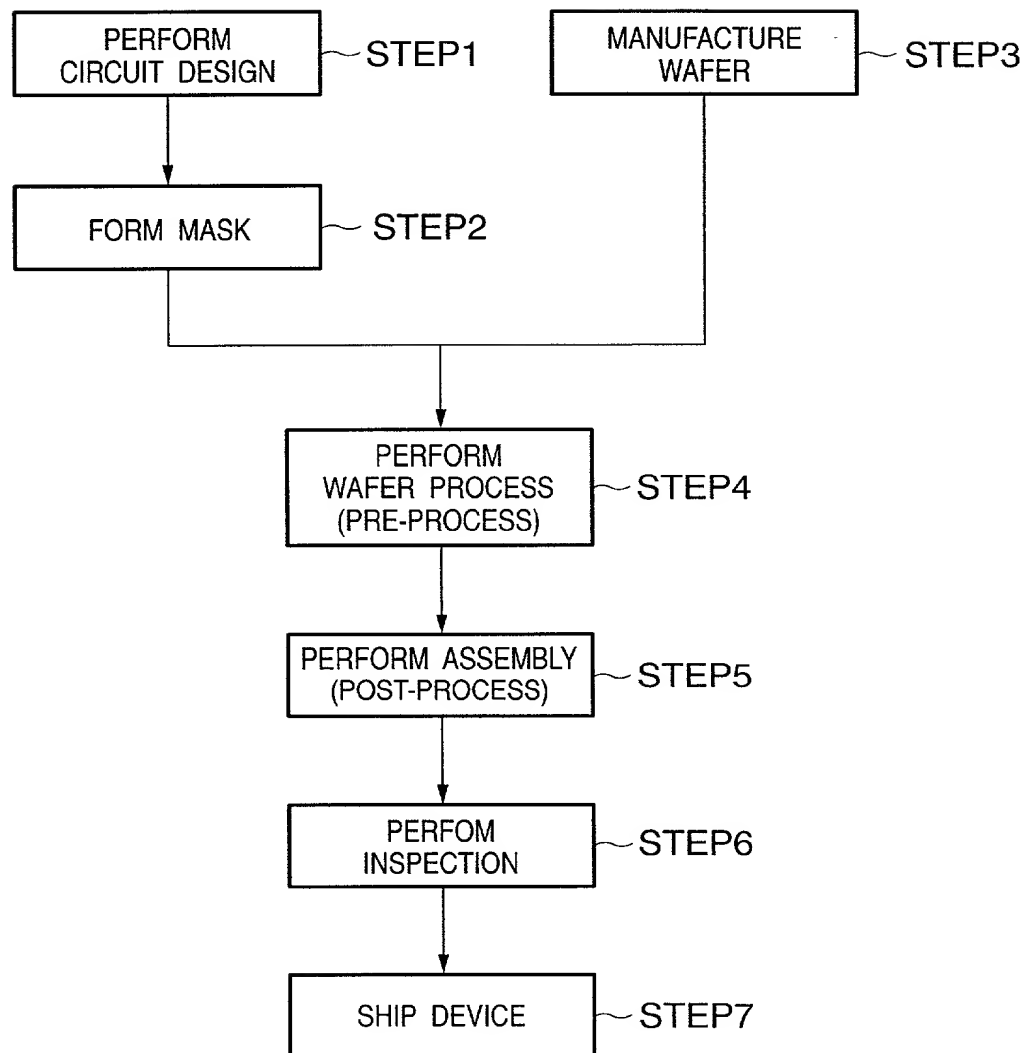 PERFORM
CIRCUIT DESIGN
STEP1
MANUFACTURE
WAFER
STEP3
FORM MASK
STEP2
PERFORM
WAFER PROCESS
(PRE-PROCESS)
STEP4
PERFORM ASSEMBLY
(POST-PROCESS)
STEP5
PERFOM
INSPECTION
STEP6
SHIP DEVICE
STEP7